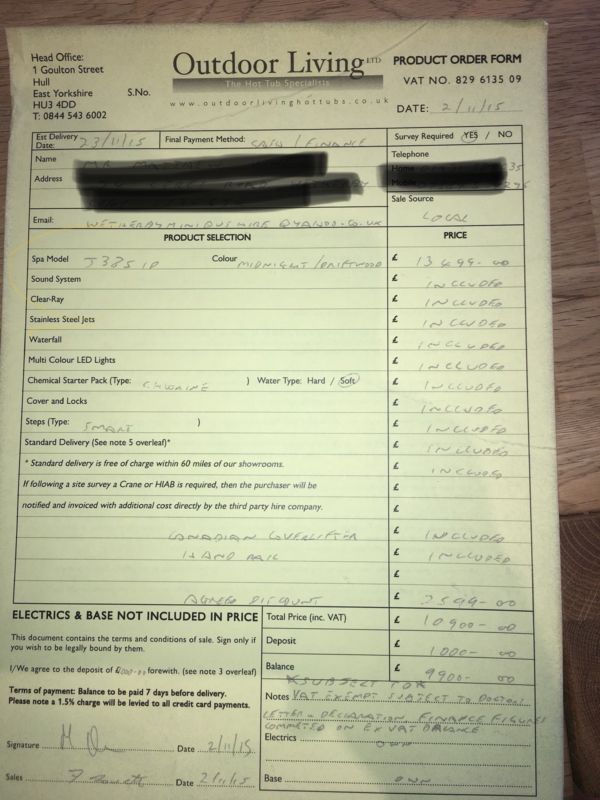 Head Office:
1 Goulton Street
Hull
East Yorkshire
HU3 4DD
T: 0844 543 6002
S.No.
Outdoor Living LTD
The Hot Tub Specialists
www.outdoorlivinghottubs.co.uk
PRODUCT ORDER FORM
VAT NO. 829 6135 09
DATE: 2/11/15
Est Delivery Date: 23/11/15 Final Payment Method: CASH / FINANCE Survey Required YES / NO
Name
Address
Telephone
Home
Sale Source
LOCAL
Email: WETHERBYMINIBUSHIRE@YAHOO.CO.UK
PRODUCT SELECTION PRICE
Spa Model J385 IP Colour MIDNIGHT/DRIFTWOOD £ 13499-00
Sound System £ INCLUDED
Clear-Ray £ INCLUDED
Stainless Steel Jets £ INCLUDED
Waterfall £ INCLUDED
Multi Colour LED Lights £ INCLUDED
Chemical Starter Pack (Type: CHLORINE ) Water Type: Hard / Soft £ INCLUDED
Cover and Locks £ INCLUDED
Steps (Type: SMART ) £ INCLUDED
Standard Delivery (See note 5 overleaf)* £ INCLUDED
* Standard delivery is free of charge within 60 miles of our showrooms. £ INCLUDED
If following a site survey a Crane or HIAB is required, then the purchaser will be £
notified and invoiced with additional cost directly by the third party hire company. £
CANADIAN COVERLIFTER £ INCLUDED
HAND RAIL £ INCLUDED
£
AGREED DISCOUNT £ 2599-00
ELECTRICS & BASE NOT INCLUDED IN PRICE
This document contains the terms and conditions of sale. Sign only if
you wish to be legally bound by them.
I/We agree to the deposit of £1000-00 forewith. (see note 3 overleaf)
Terms of payment: Balance to be paid 7 days before delivery.
Please note a 1.5% charge will be levied to all credit card payments.
Signature Date 2/11/15
Sales Date 2/11/15
Total Price (inc. VAT) £ 10900-00
Deposit £ 1000-00
Balance £ 9900-00
SUBJECT TO
Notes VAT EXEMPT SUBJECT TO DOCTORS
LETTER & DECLARATION FINANCE FIGURES
COMPLETED ON EX VAT BALANCE
Electrics OWN
Base OWN